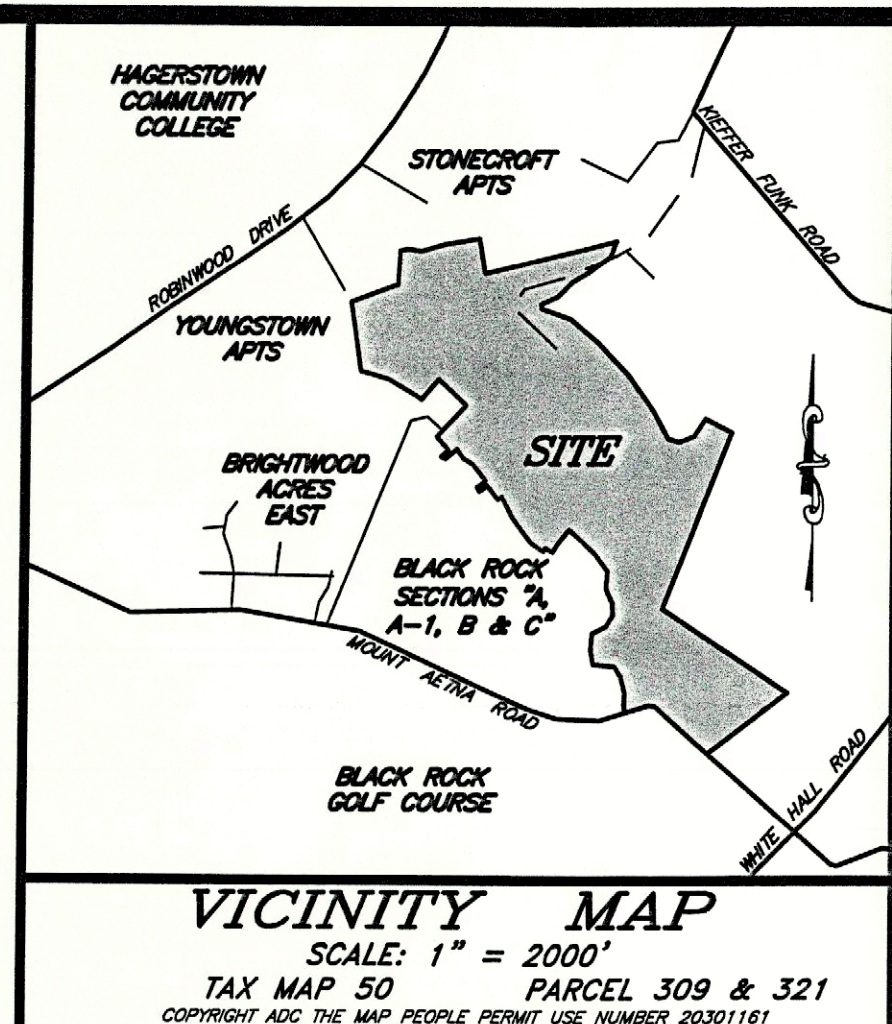 HAGERSTOWN
COMMUNITY
COLLEGE
STONECROFT
APTS
KIEFFER FUNK ROAD
ROBINWOOD DRIVE
YOUNGSTOWN
APTS
SITE
BRIGHTWOOD
ACRES
EAST
BLACK ROCK
SECTIONS "A,
A-1, B & C"
MOUNT AETNA ROAD
BLACK ROCK
GOLF COURSE
WHITE HALL ROAD
VICINITY MAP
SCALE: 1" = 2000'
TAX MAP 50 PARCEL 309 & 321
COPYRIGHT ADC THE MAP PEOPLE PERMIT USE NUMBER 20301161